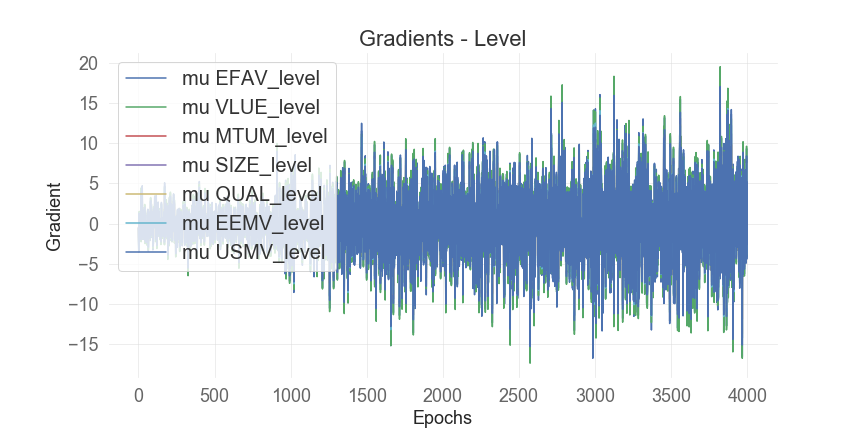 Gradients - Level
20
15
10
5
0
−5
−10
−15
Gradient
mu EFAV_level
mu VLUE_level
mu MTUM_level
mu SIZE_level
mu QUAL_level
mu EEMV_level
mu USMV_level
0 500 1000 1500 2000 2500 3000 3500 4000
Epochs